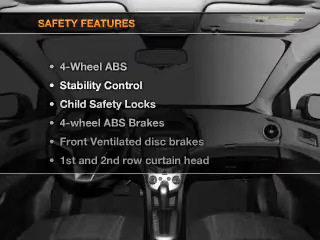 SAFETY FEATURES
• 4-Wheel ABS
• Stability Control
• Child Safety Locks
• 4-wheel ABS Brakes
• Front Ventilated disc brakes
• 1st and 2nd row curtain head